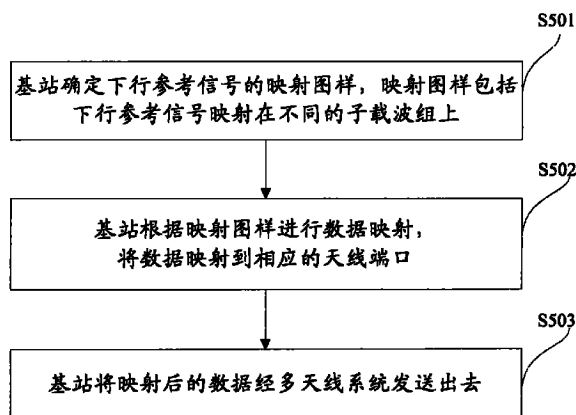 S501
基站确定下行参考信号的映射图样，映射图样包括
下行参考信号映射在不同的子载波组上
S502
基站根据映射图样进行数据映射，
将数据映射到相应的天线端口
S503
基站将映射后的数据经多天线系统发送出去